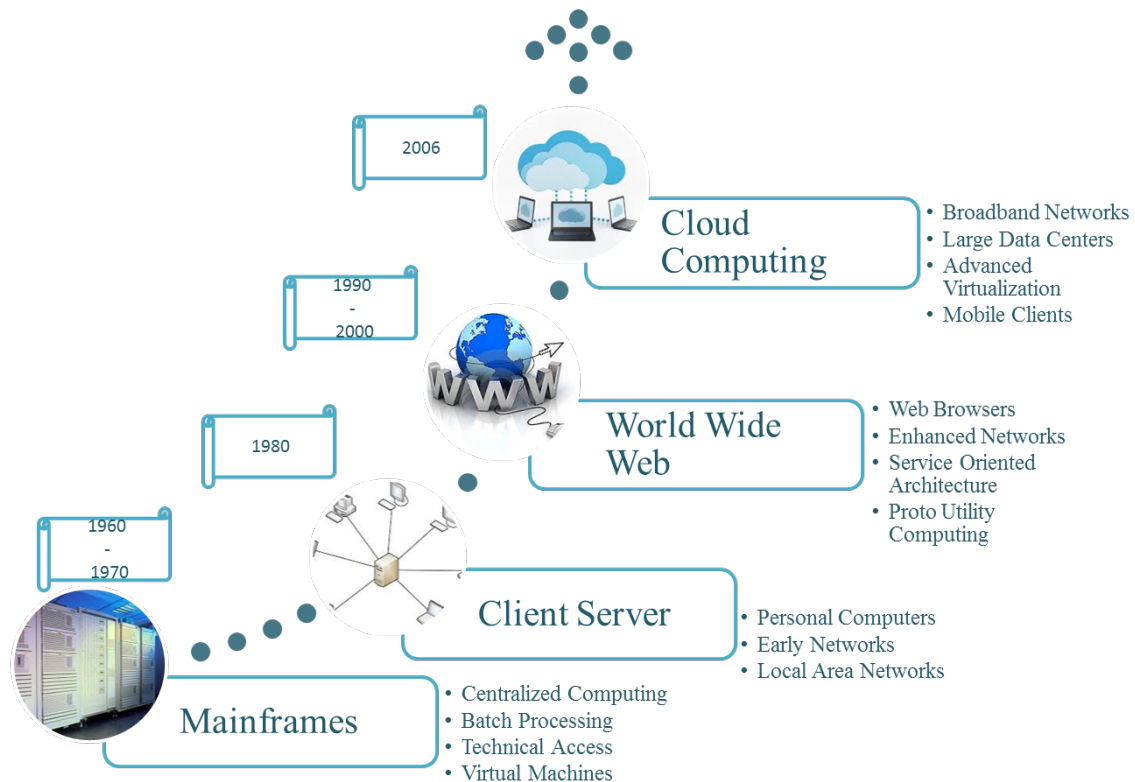 2006
Cloud
Computing
• Broadband Networks
• Large Data Centers
• Advanced
Virtualization
• Mobile Clients
1990
-
2000
WWW
World Wide
Web
• Web Browsers
• Enhanced Networks
• Service Oriented
Architecture
• Proto Utility
Computing
1980
Client Server
• Personal Computers
• Early Networks
• Local Area Networks
1960
-
1970
Mainframes
• Centralized Computing
• Batch Processing
• Technical Access
• Virtual Machines